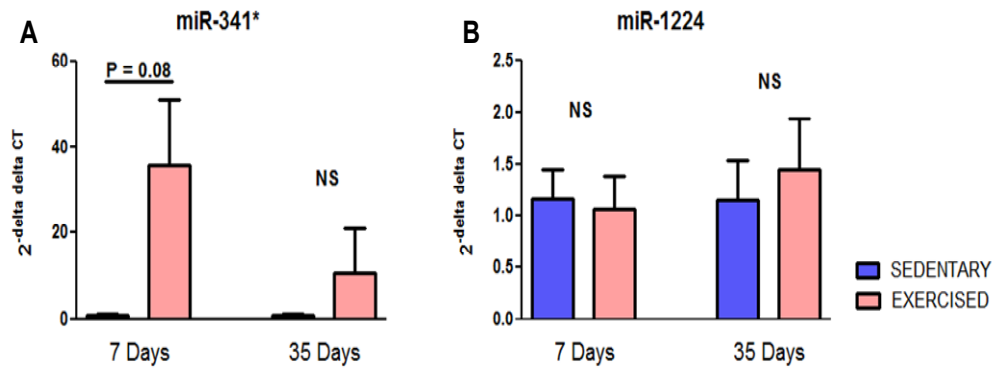 A
miR-341*
60
40
20
0
2-delta delta CT
P = 0.08
NS
7 Days
35 Days
B
miR-1224
2.5
2.0
1.5
1.0
0.5
0.0
2-delta delta CT
NS
NS
7 Days
35 Days
SEDENTARY
EXERCISED